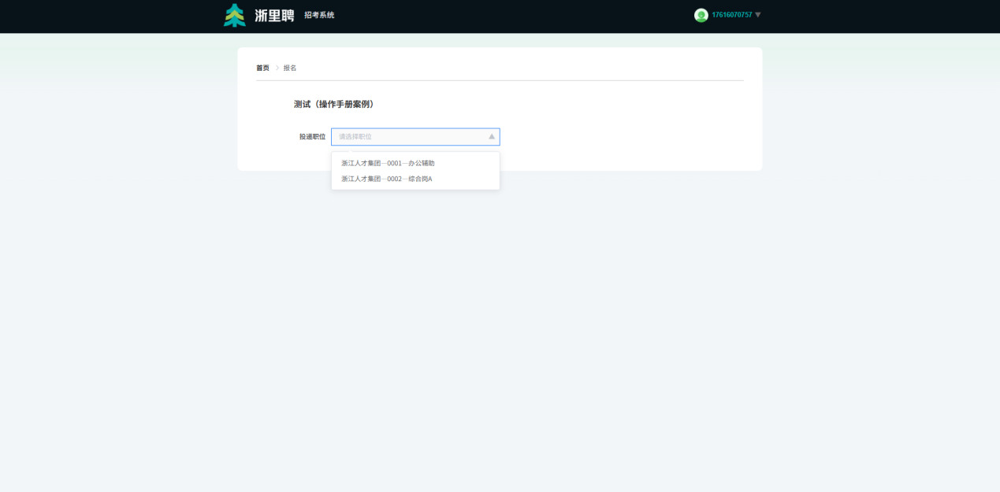 浙里聘 招考系统 17616070757
首页 > 报名
测试（操作手册案例）
投递职位 请选择职位
浙江人才集团—0001—办公辅助
浙江人才集团—0002—综合岗A